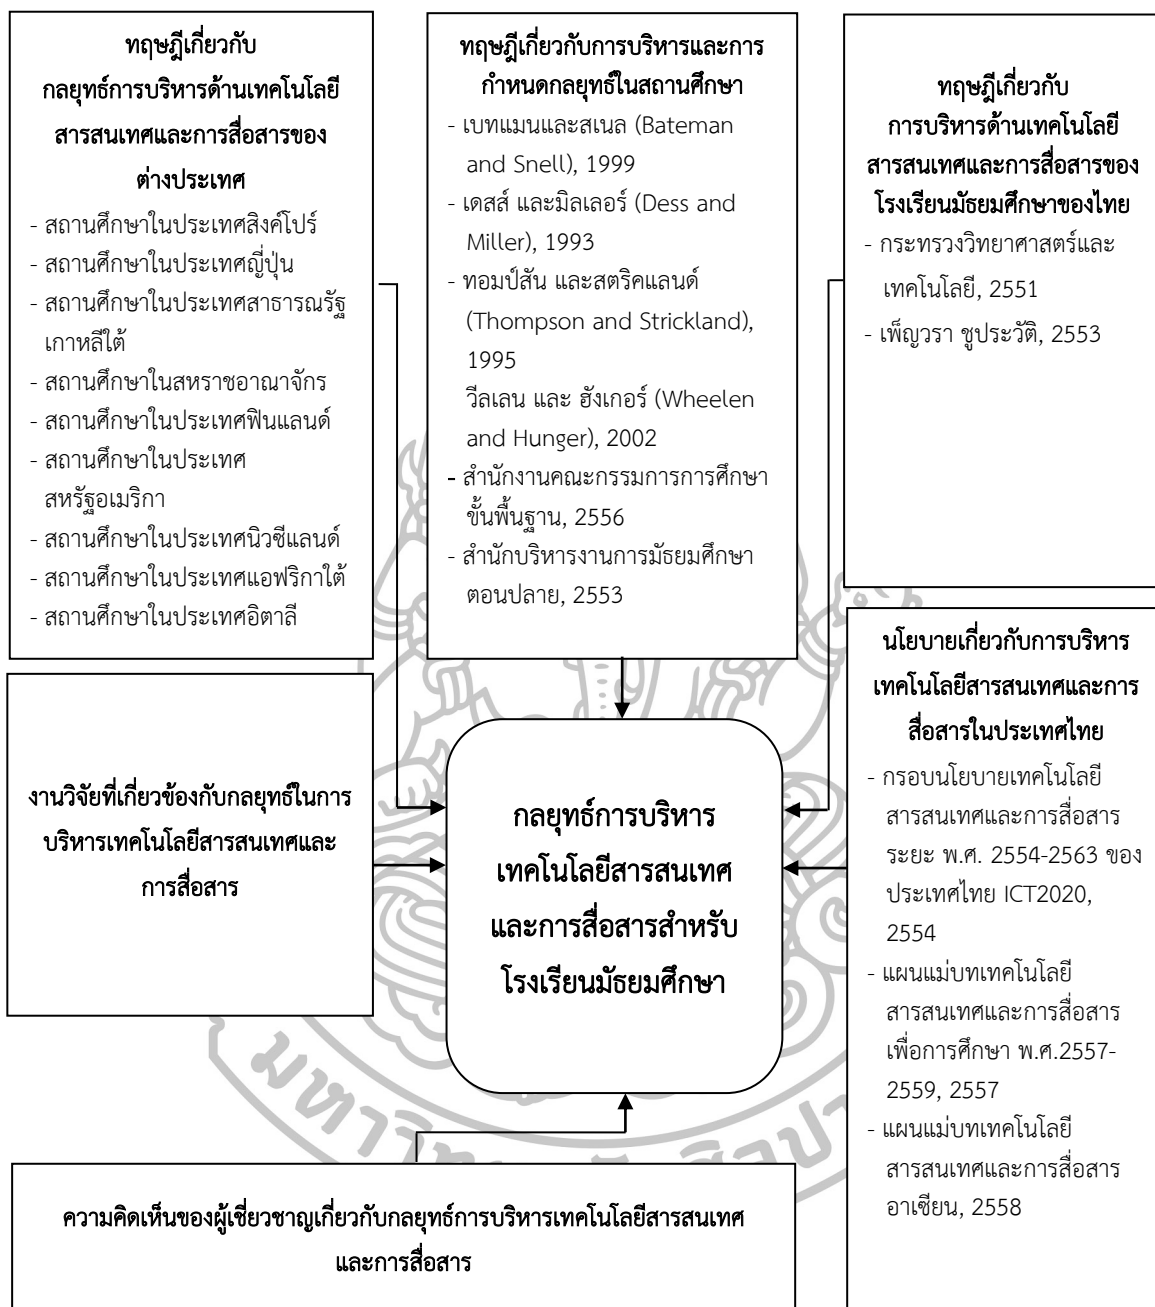 ทฤษฎีเกี่ยวกับ
กลยุทธ์การบริหารด้านเทคโนโลยี
สารสนเทศและการสื่อสารของ
ต่างประเทศ
- สถานศึกษาในประเทศสิงค์โปร์
- สถานศึกษาในประเทศญี่ปุ่น
- สถานศึกษาในประเทศสาธารณรัฐ
เกาหลีใต้
- สถานศึกษาในสหราชอาณาจักร
- สถานศึกษาในประเทศฟินแลนด์
- สถานศึกษาในประเทศ
สหรัฐอเมริกา
- สถานศึกษาในประเทศนิวซีแลนด์
- สถานศึกษาในประเทศแอฟริกาใต้
- สถานศึกษาในประเทศอิตาลี
ทฤษฎีเกี่ยวกับการบริหารและการ
กำหนดกลยุทธ์ในสถานศึกษา
- เบทแมนและสเนล (Bateman
and Snell), 1999
- เดสส์ และมิลเลอร์ (Dess and
Miller), 1993
- ทอมป์สัน และสตริคแลนด์
(Thompson and Strickland),
1995
วีลเลน และ ฮังเกอร์ (Wheelen
and Hunger), 2002
- สำนักงานคณะกรรมการการศึกษา
ขั้นพื้นฐาน, 2556
- สำนักบริหารงานการมัธยมศึกษา
ตอนปลาย, 2553
ทฤษฎีเกี่ยวกับ
การบริหารด้านเทคโนโลยี
สารสนเทศและการสื่อสารของ
โรงเรียนมัธยมศึกษาของไทย
- กระทรวงวิทยาศาสตร์และ
เทคโนโลยี, 2551
- เพ็ญวรา ชูประวัติ, 2553
นโยบายเกี่ยวกับการบริหาร
เทคโนโลยีสารสนเทศและการ
สื่อสารในประเทศไทย
- กรอบนโยบายเทคโนโลยี
สารสนเทศและการสื่อสาร
ระยะ พ.ศ. 2554-2563 ของ
ประเทศไทย ICT2020,
2554
- แผนแม่บทเทคโนโลยี
สารสนเทศและการสื่อสาร
เพื่อการศึกษา พ.ศ.2557-
2559, 2557
- แผนแม่บทเทคโนโลยี
สารสนเทศและการสื่อสาร
อาเซียน, 2558
งานวิจัยที่เกี่ยวข้องกับกลยุทธ์ในการ
บริหารเทคโนโลยีสารสนเทศและ
การสื่อสาร
กลยุทธ์การบริหาร
เทคโนโลยีสารสนเทศ
และการสื่อสารสำหรับ
โรงเรียนมัธยมศึกษา
ความคิดเห็นของผู้เชี่ยวชาญเกี่ยวกับกลยุทธ์การบริหารเทคโนโลยีสารสนเทศ
และการสื่อสาร